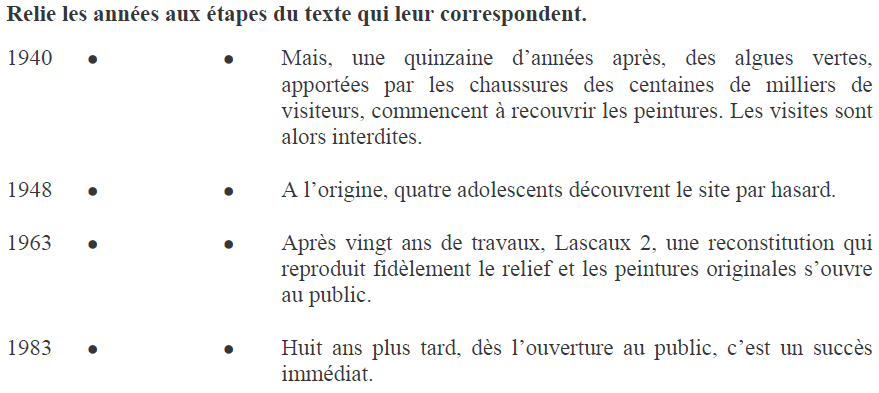 Relie les années aux étapes du texte qui leur correspondent.
1940 ● ● Mais, une quinzaine d’années après, des algues vertes,
apportées par les chaussures des centaines de milliers de
visiteurs, commencent à recouvrir les peintures. Les visites sont
alors interdites.
1948 ● ● A l’origine, quatre adolescents découvrent le site par hasard.
1963 ● ● Après vingt ans de travaux, Lascaux 2, une reconstitution qui
reproduit fidèlement le relief et les peintures originales s’ouvre
au public.
1983 ● ● Huit ans plus tard, dès l’ouverture au public, c’est un succès
immédiat.